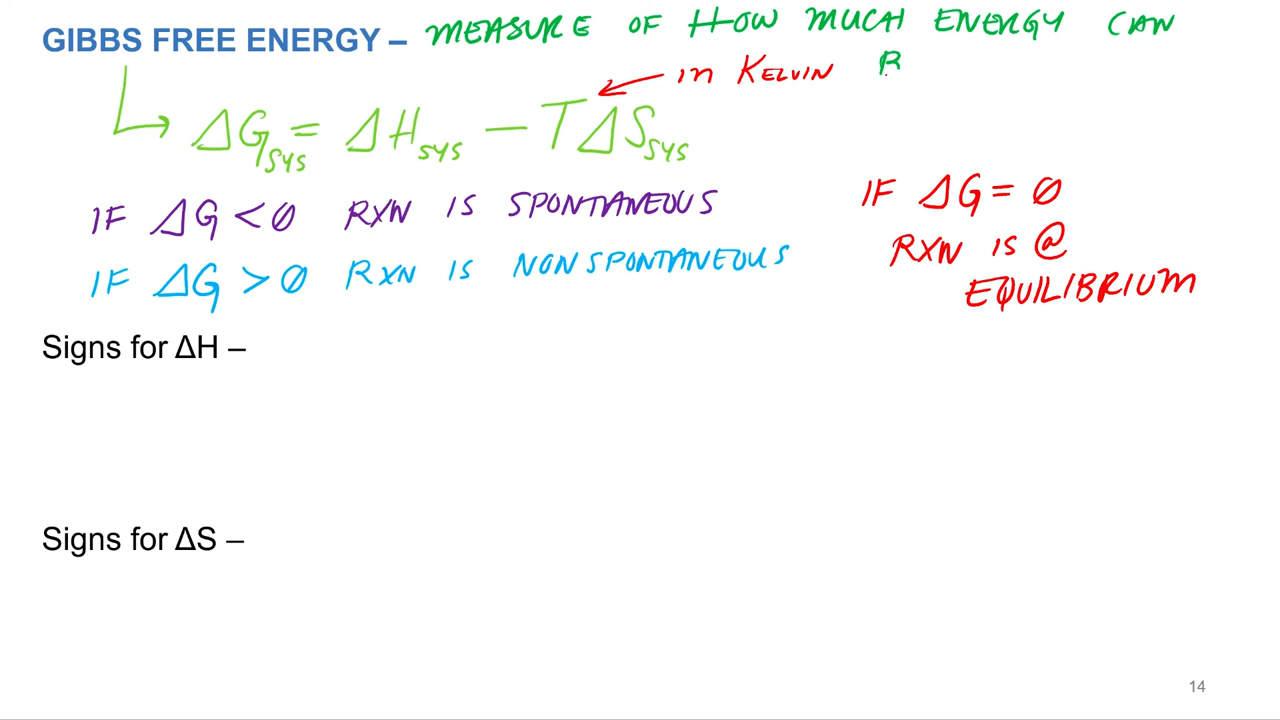 GIBBS FREE ENERGY – MEASURE OF HOW MUCH ENERGY CAN
in KELVIN B
ΔG_SYS = ΔH_SYS – TΔS_SYS
IF ΔG < 0 RXN IS SPONTANEOUS
IF ΔG > 0 RXN IS NONSPONTANEOUS
IF ΔG = 0
RXN IS @
EQUILIBRIUM
Signs for ΔH –
Signs for ΔS –
14